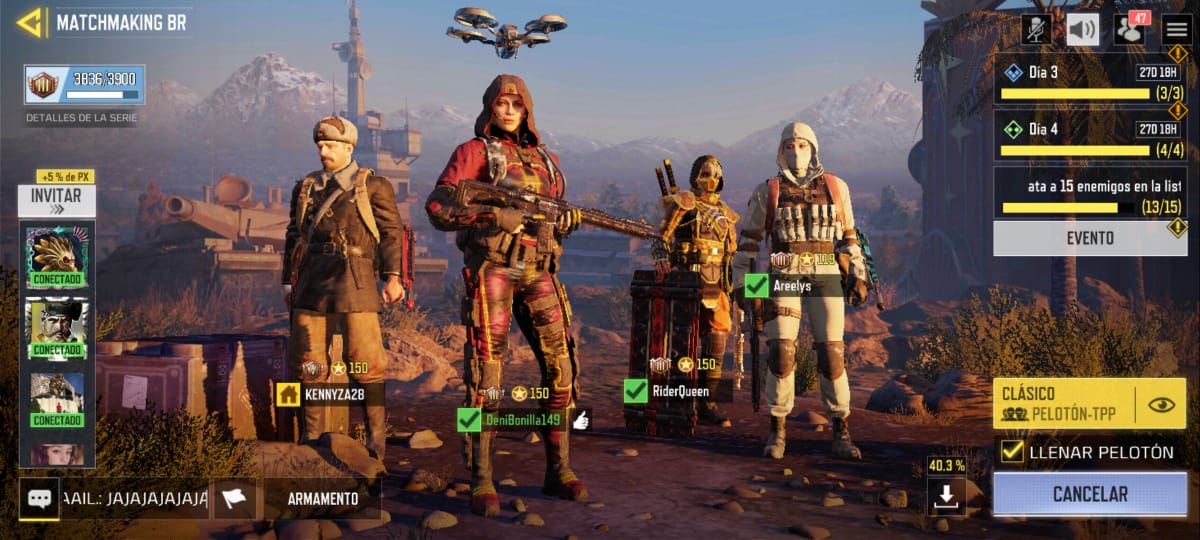 MATCHMAKING BR
3836/3900
DETALLES DE LA SERIE
+5 % de PX
INVITAR
CONECTADO
CONECTADO
CONECTADO
150
KENNYZA28
150
DeniBonilla149
150
RiderQueen
119
Areelys
47
Día 3
27D 18H
(3/3)
Día 4
27D 18H
(4/4)
ata a 15 enemigos en la list
(13/15)
EVENTO
CLÁSICO
PELOTÓN-TPP
LLENAR PELOTÓN
40.3 %
CANCELAR
AAIL.: JAJAJAJAJAJA
ARMAMENTO